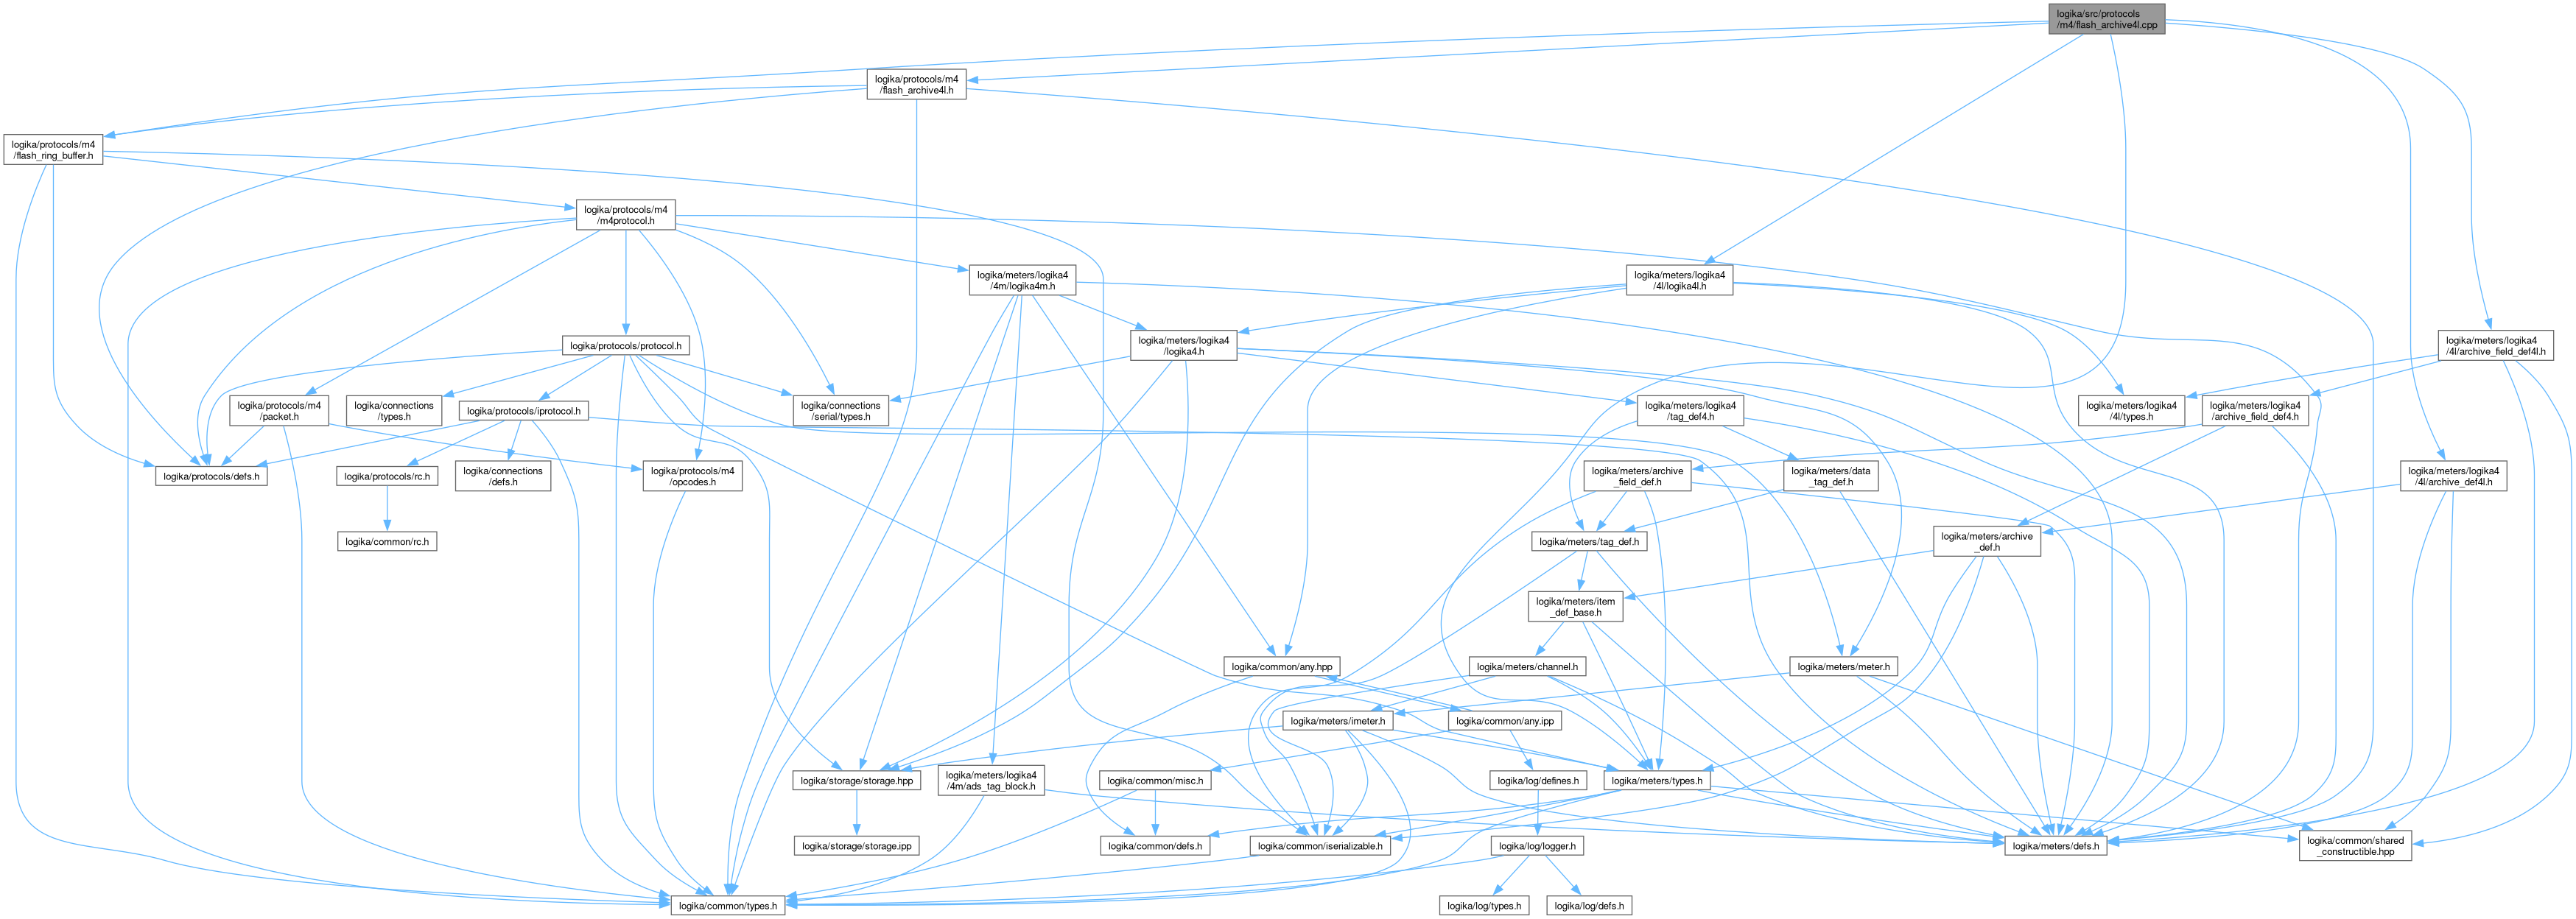 logika/src/protocols
/m4/flash_archive4l.cpp
logika/protocols/m4
/flash_archive4l.h
logika/protocols/m4
/flash_ring_buffer.h
logika/protocols/m4
/m4protocol.h
logika/meters/logika4
/4m/logika4m.h
logika/meters/logika4
/4l/logika4l.h
logika/protocols/protocol.h
logika/meters/logika4
/logika4.h
logika/meters/logika4
/4l/archive_field_def4l.h
logika/protocols/m4
/packet.h
logika/connections
/types.h
logika/protocols/iprotocol.h
logika/connections
/serial/types.h
logika/meters/logika4
/tag_def4.h
logika/meters/logika4
/4l/types.h
logika/meters/logika4
/archive_field_def4.h
logika/protocols/defs.h
logika/protocols/rc.h
logika/connections
/defs.h
logika/protocols/m4
/opcodes.h
logika/meters/archive
_field_def.h
logika/meters/data
_tag_def.h
logika/meters/logika4
/4l/archive_def4l.h
logika/common/rc.h
logika/meters/tag_def.h
logika/meters/archive
_def.h
logika/meters/item
_def_base.h
logika/common/any.hpp
logika/meters/channel.h
logika/meters/meter.h
logika/meters/imeter.h
logika/common/any.ipp
logika/storage/storage.hpp
logika/meters/logika4
/4m/ads_tag_block.h
logika/common/misc.h
logika/log/defines.h
logika/meters/types.h
logika/storage/storage.ipp
logika/common/defs.h
logika/common/iserializable.h
logika/log/logger.h
logika/meters/defs.h
logika/common/shared
_constructible.hpp
logika/common/types.h
logika/log/types.h
logika/log/defs.h